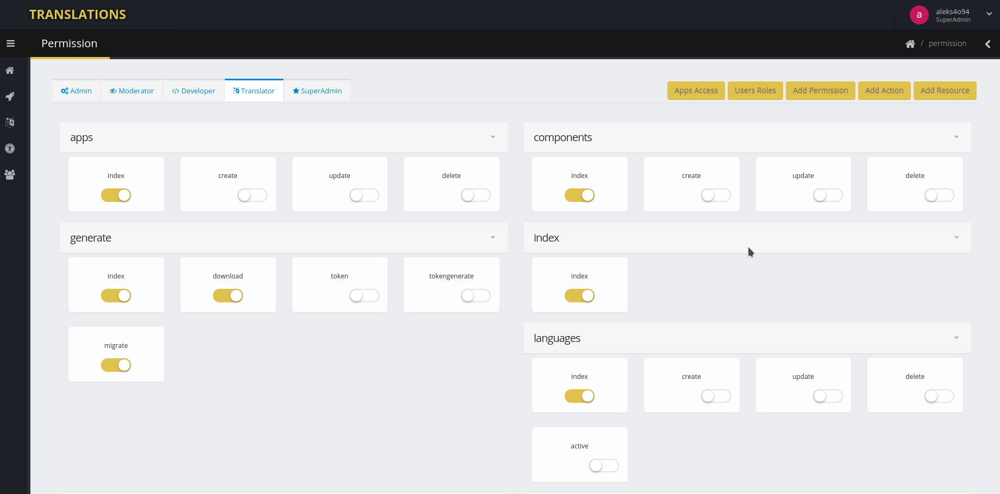 TRANSLATIONS
a
aleks4o94
SuperAdmin
Permission
/ permission
Admin
Moderator
</> Developer
Translator
SuperAdmin
Apps Access
Users Roles
Add Permission
Add Action
Add Resource
apps
index
create
update
delete
components
index
create
update
delete
generate
index
download
token
tokengenerate
migrate
index
index
languages
index
create
update
delete
active